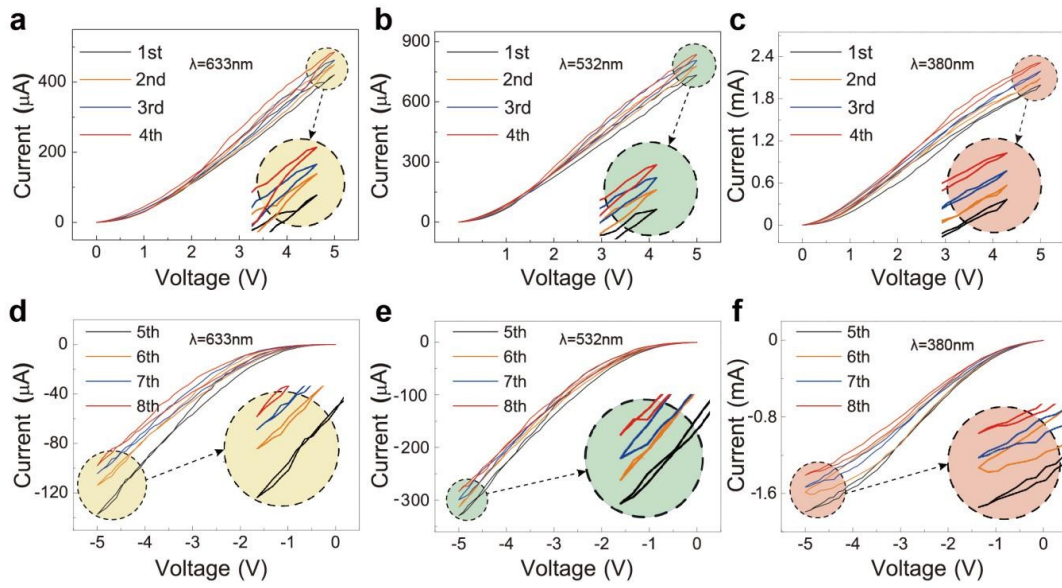 a
1st
2nd
3rd
4th
λ=633nm
400
200
0
0 1 2 3 4 5
Current (μA)
Voltage (V)
b
1st
2nd
3rd
4th
λ=532nm
900
600
300
0
1 2 3 4 5
Current (μA)
Voltage (V)
c
1st
2nd
3rd
4th
λ=380nm
2.4
1.8
1.2
0.6
0.0
0 1 2 3 4 5
Current (mA)
Voltage (V)
d
5th
6th
7th
8th
λ=633nm
0
-40
-80
-120
-5 -4 -3 -2 -1 0
Current (μA)
Voltage (V)
e
5th
6th
7th
8th
λ=532nm
0
-100
-200
-300
-5 -4 -3 -2 -1 0
Current (μA)
Voltage (V)
f
5th
6th
7th
8th
λ=380nm
0
-0.8
-1.6
-5 -4 -3 -2 -1 0
Current (mA)
Voltage (V)